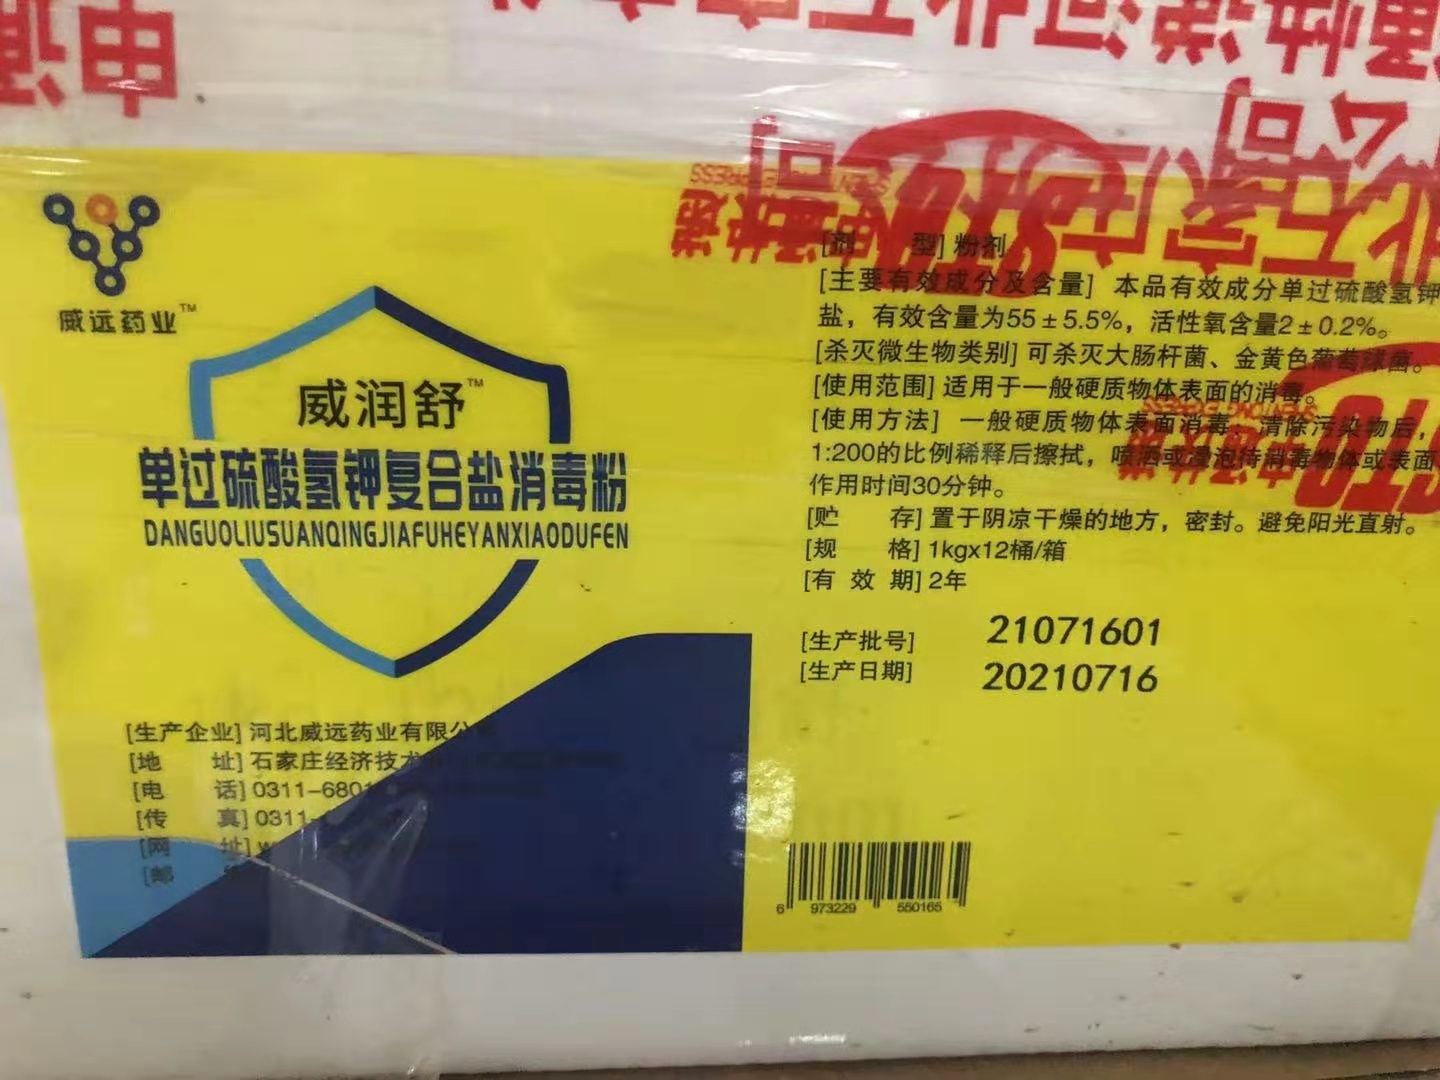 威远药业™
威润舒™
单过硫酸氢钾复合盐消毒粉
DANGUOLIUSUANQINGJIAFUHEYANXIAODUFEN
[生产企业] 河北威远药业有限公
[地 址] 石家庄经济技术
[电 话] 0311-6801
[传 真] 0311-
[网 址] w
[邮
[剂 型] 粉剂
[主要有效成分及含量] 本品有效成分单过硫酸氢钾
盐，有效含量为55±5.5%，活性氧含量2±0.2%。
[杀灭微生物类别] 可杀灭大肠杆菌、金黄色葡萄球菌。
[使用范围] 适用于一般硬质物体表面的消毒。
[使用方法] 一般硬质物体表面消毒：清除污染物后，
1:200的比例稀释后擦拭，喷洒或浸泡待消毒物体或表面
作用时间30分钟。
[贮 存] 置于阴凉干燥的地方，密封。避免阳光直射。
[规 格] 1kgx12桶/箱
[有 效 期] 2年
[生产批号] 21071601
[生产日期] 20210716
6 973229 550165
申通
公司
STO